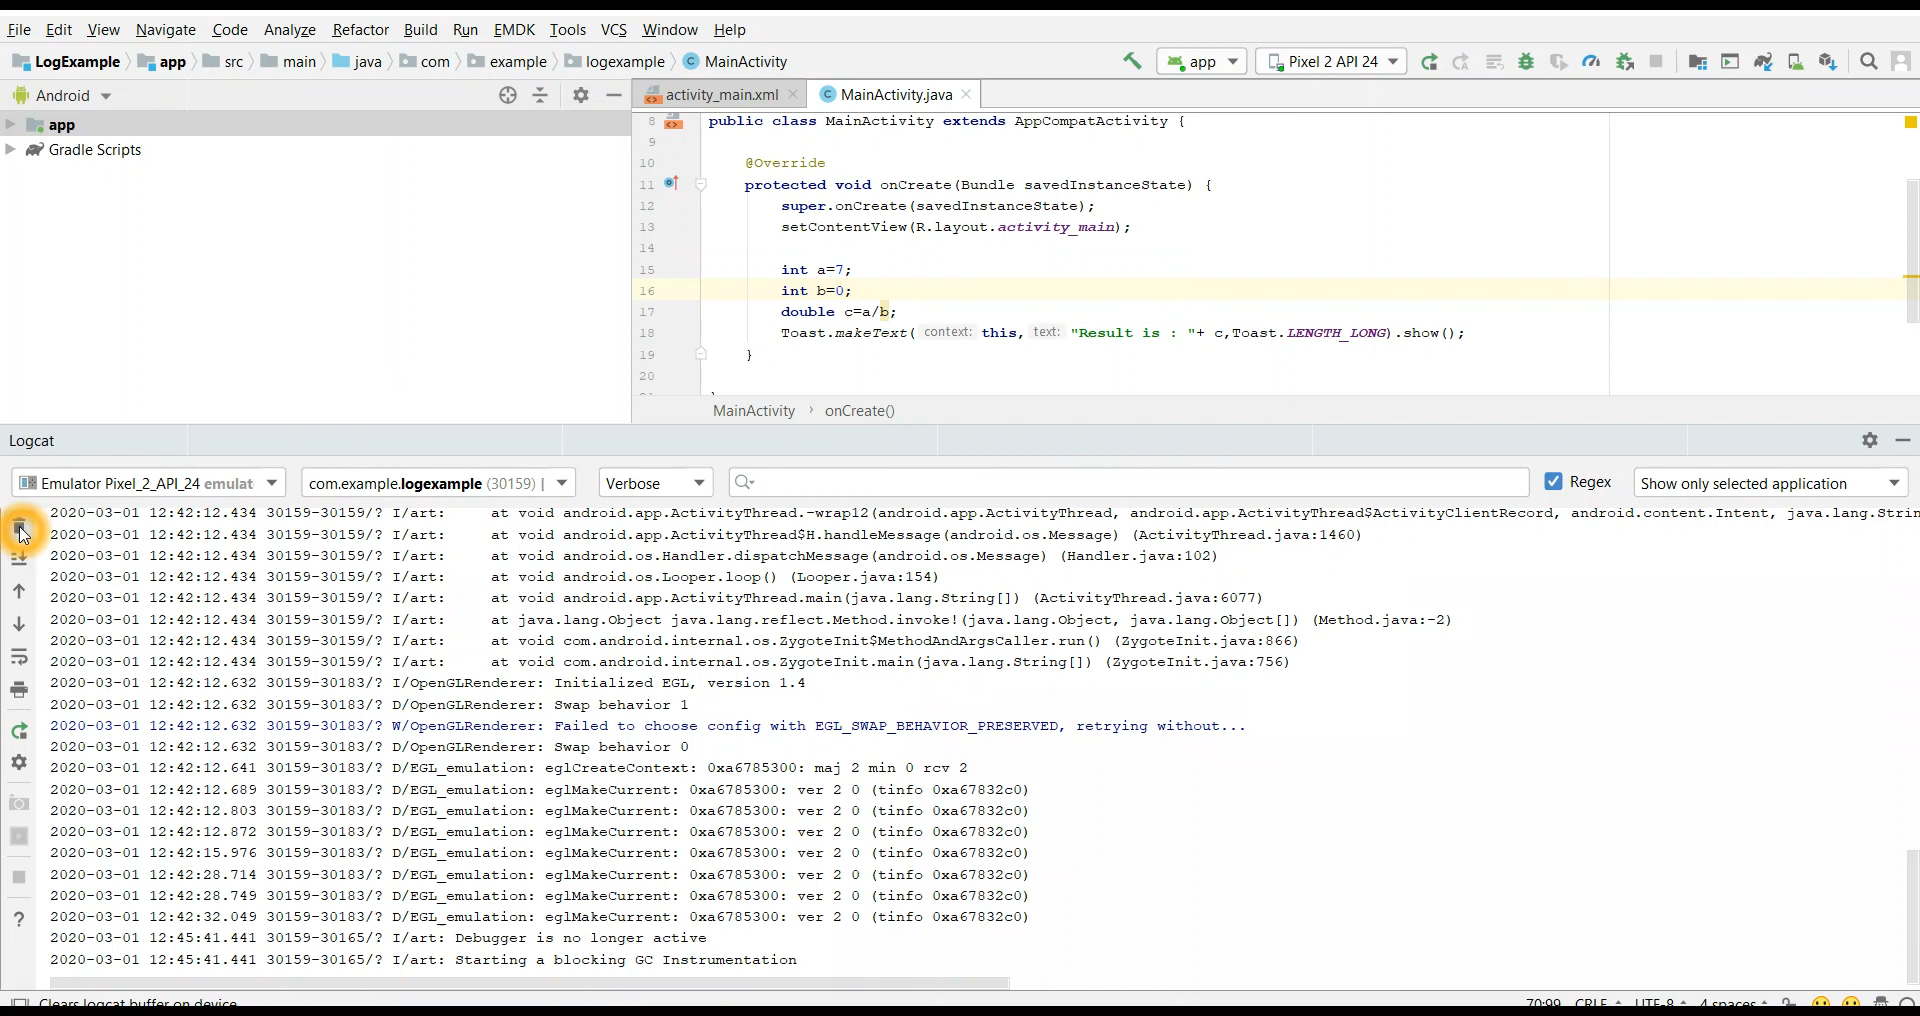 File Edit View Navigate Code Analyze Refactor Build Run EMDK Tools VCS Window Help
LogExample app src main java com example logexample MainActivity app Pixel 2 API 24
Android activity_main.xml MainActivity.java
app
Gradle Scripts
8 public class MainActivity extends AppCompatActivity {
9
10 @Override
11 protected void onCreate(Bundle savedInstanceState) {
12 super.onCreate(savedInstanceState);
13 setContentView(R.layout.activity_main);
14
15 int a=7;
16 int b=0;
17 double c=a/b;
18 Toast.makeText( context: this, text: "Result is : "+ c,Toast.LENGTH_LONG).show();
19 }
20
MainActivity › onCreate()
Logcat
Emulator Pixel_2_API_24 emulat com.example.logexample (30159) | Verbose Regex Show only selected application
2020-03-01 12:42:12.434 30159-30159/? I/art: at void android.app.ActivityThread.-wrap12(android.app.ActivityThread, android.app.ActivityThread$ActivityClientRecord, android.content.Intent, java.lang.Strin
2020-03-01 12:42:12.434 30159-30159/? I/art: at void android.app.ActivityThread$H.handleMessage(android.os.Message) (ActivityThread.java:1460)
2020-03-01 12:42:12.434 30159-30159/? I/art: at void android.os.Handler.dispatchMessage(android.os.Message) (Handler.java:102)
2020-03-01 12:42:12.434 30159-30159/? I/art: at void android.os.Looper.loop() (Looper.java:154)
2020-03-01 12:42:12.434 30159-30159/? I/art: at void android.app.ActivityThread.main(java.lang.String[]) (ActivityThread.java:6077)
2020-03-01 12:42:12.434 30159-30159/? I/art: at java.lang.Object java.lang.reflect.Method.invoke!(java.lang.Object, java.lang.Object[]) (Method.java:-2)
2020-03-01 12:42:12.434 30159-30159/? I/art: at void com.android.internal.os.ZygoteInit$MethodAndArgsCaller.run() (ZygoteInit.java:866)
2020-03-01 12:42:12.434 30159-30159/? I/art: at void com.android.internal.os.ZygoteInit.main(java.lang.String[]) (ZygoteInit.java:756)
2020-03-01 12:42:12.632 30159-30183/? I/OpenGLRenderer: Initialized EGL, version 1.4
2020-03-01 12:42:12.632 30159-30183/? D/OpenGLRenderer: Swap behavior 1
2020-03-01 12:42:12.632 30159-30183/? W/OpenGLRenderer: Failed to choose config with EGL_SWAP_BEHAVIOR_PRESERVED, retrying without...
2020-03-01 12:42:12.632 30159-30183/? D/OpenGLRenderer: Swap behavior 0
2020-03-01 12:42:12.641 30159-30183/? D/EGL_emulation: eglCreateContext: 0xa6785300: maj 2 min 0 rcv 2
2020-03-01 12:42:12.689 30159-30183/? D/EGL_emulation: eglMakeCurrent: 0xa6785300: ver 2 0 (tinfo 0xa67832c0)
2020-03-01 12:42:12.803 30159-30183/? D/EGL_emulation: eglMakeCurrent: 0xa6785300: ver 2 0 (tinfo 0xa67832c0)
2020-03-01 12:42:12.872 30159-30183/? D/EGL_emulation: eglMakeCurrent: 0xa6785300: ver 2 0 (tinfo 0xa67832c0)
2020-03-01 12:42:15.976 30159-30183/? D/EGL_emulation: eglMakeCurrent: 0xa6785300: ver 2 0 (tinfo 0xa67832c0)
2020-03-01 12:42:28.714 30159-30183/? D/EGL_emulation: eglMakeCurrent: 0xa6785300: ver 2 0 (tinfo 0xa67832c0)
2020-03-01 12:42:28.749 30159-30183/? D/EGL_emulation: eglMakeCurrent: 0xa6785300: ver 2 0 (tinfo 0xa67832c0)
2020-03-01 12:42:32.049 30159-30183/? D/EGL_emulation: eglMakeCurrent: 0xa6785300: ver 2 0 (tinfo 0xa67832c0)
2020-03-01 12:45:41.441 30159-30165/? I/art: Debugger is no longer active
2020-03-01 12:45:41.441 30159-30165/? I/art: Starting a blocking GC Instrumentation
Clears logcat buffer on device 70:99 CRLF UTF-8 4 spaces